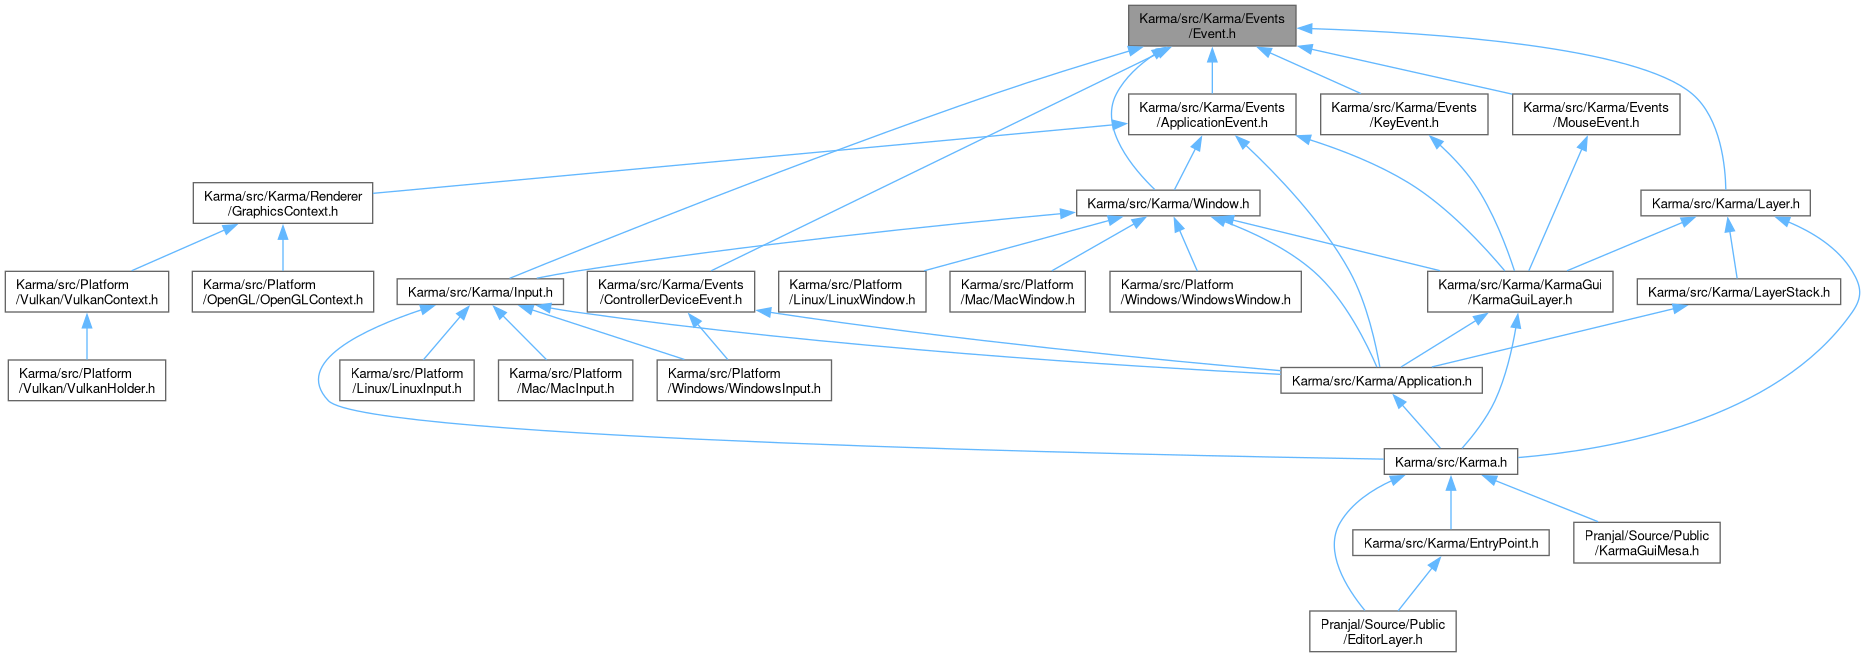 Karma/src/Karma/Events
/Event.h
Karma/src/Karma/Events
/ApplicationEvent.h
Karma/src/Karma/Events
/KeyEvent.h
Karma/src/Karma/Events
/MouseEvent.h
Karma/src/Karma/Renderer
/GraphicsContext.h
Karma/src/Karma/Window.h
Karma/src/Karma/Layer.h
Karma/src/Platform
/Vulkan/VulkanContext.h
Karma/src/Platform
/OpenGL/OpenGLContext.h
Karma/src/Karma/Input.h
Karma/src/Karma/Events
/ControllerDeviceEvent.h
Karma/src/Platform
/Linux/LinuxWindow.h
Karma/src/Platform
/Mac/MacWindow.h
Karma/src/Platform
/Windows/WindowsWindow.h
Karma/src/Karma/KarmaGui
/KarmaGuiLayer.h
Karma/src/Karma/LayerStack.h
Karma/src/Platform
/Vulkan/VulkanHolder.h
Karma/src/Platform
/Linux/LinuxInput.h
Karma/src/Platform
/Mac/MacInput.h
Karma/src/Platform
/Windows/WindowsInput.h
Karma/src/Karma/Application.h
Karma/src/Karma.h
Karma/src/Karma/EntryPoint.h
Pranjal/Source/Public
/KarmaGuiMesa.h
Pranjal/Source/Public
/EditorLayer.h